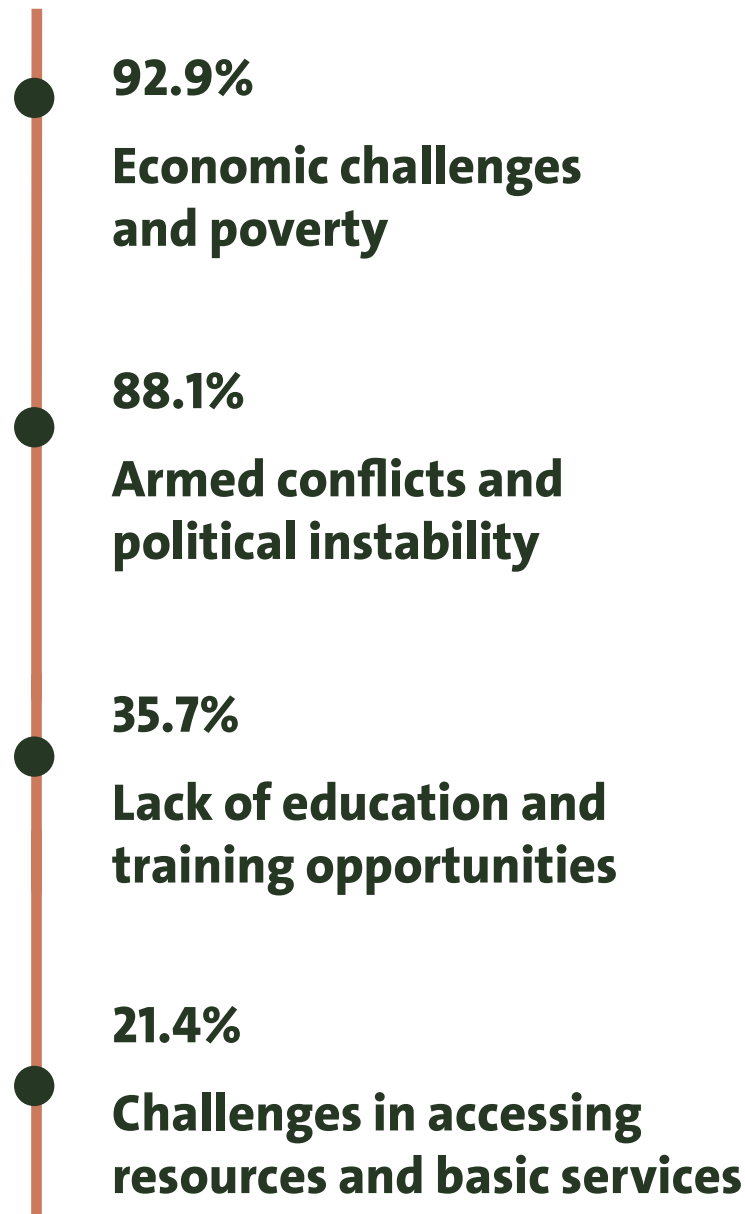 92.9%
Economic challenges
and poverty
88.1%
Armed conflicts and
political instability
35.7%
Lack of education and
training opportunities
21.4%
Challenges in accessing
resources and basic services